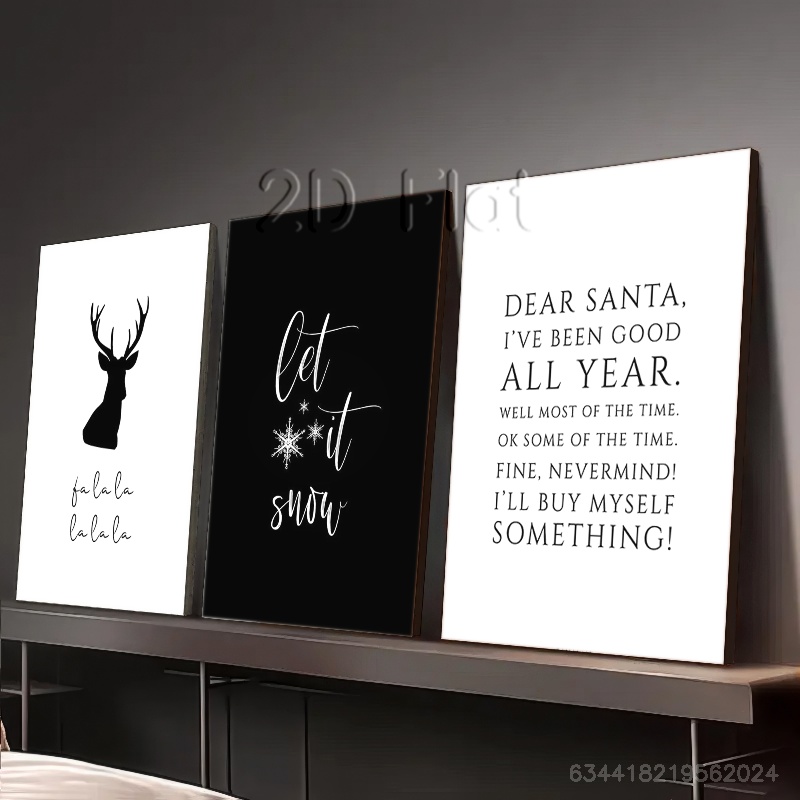 2D Flat
fa la la
la la la
let
it
snow
DEAR SANTA,
I'VE BEEN GOOD
ALL YEAR.
WELL MOST OF THE TIME.
OK SOME OF THE TIME.
FINE, NEVERMIND!
I'LL BUY MYSELF
SOMETHING!
634418219562024